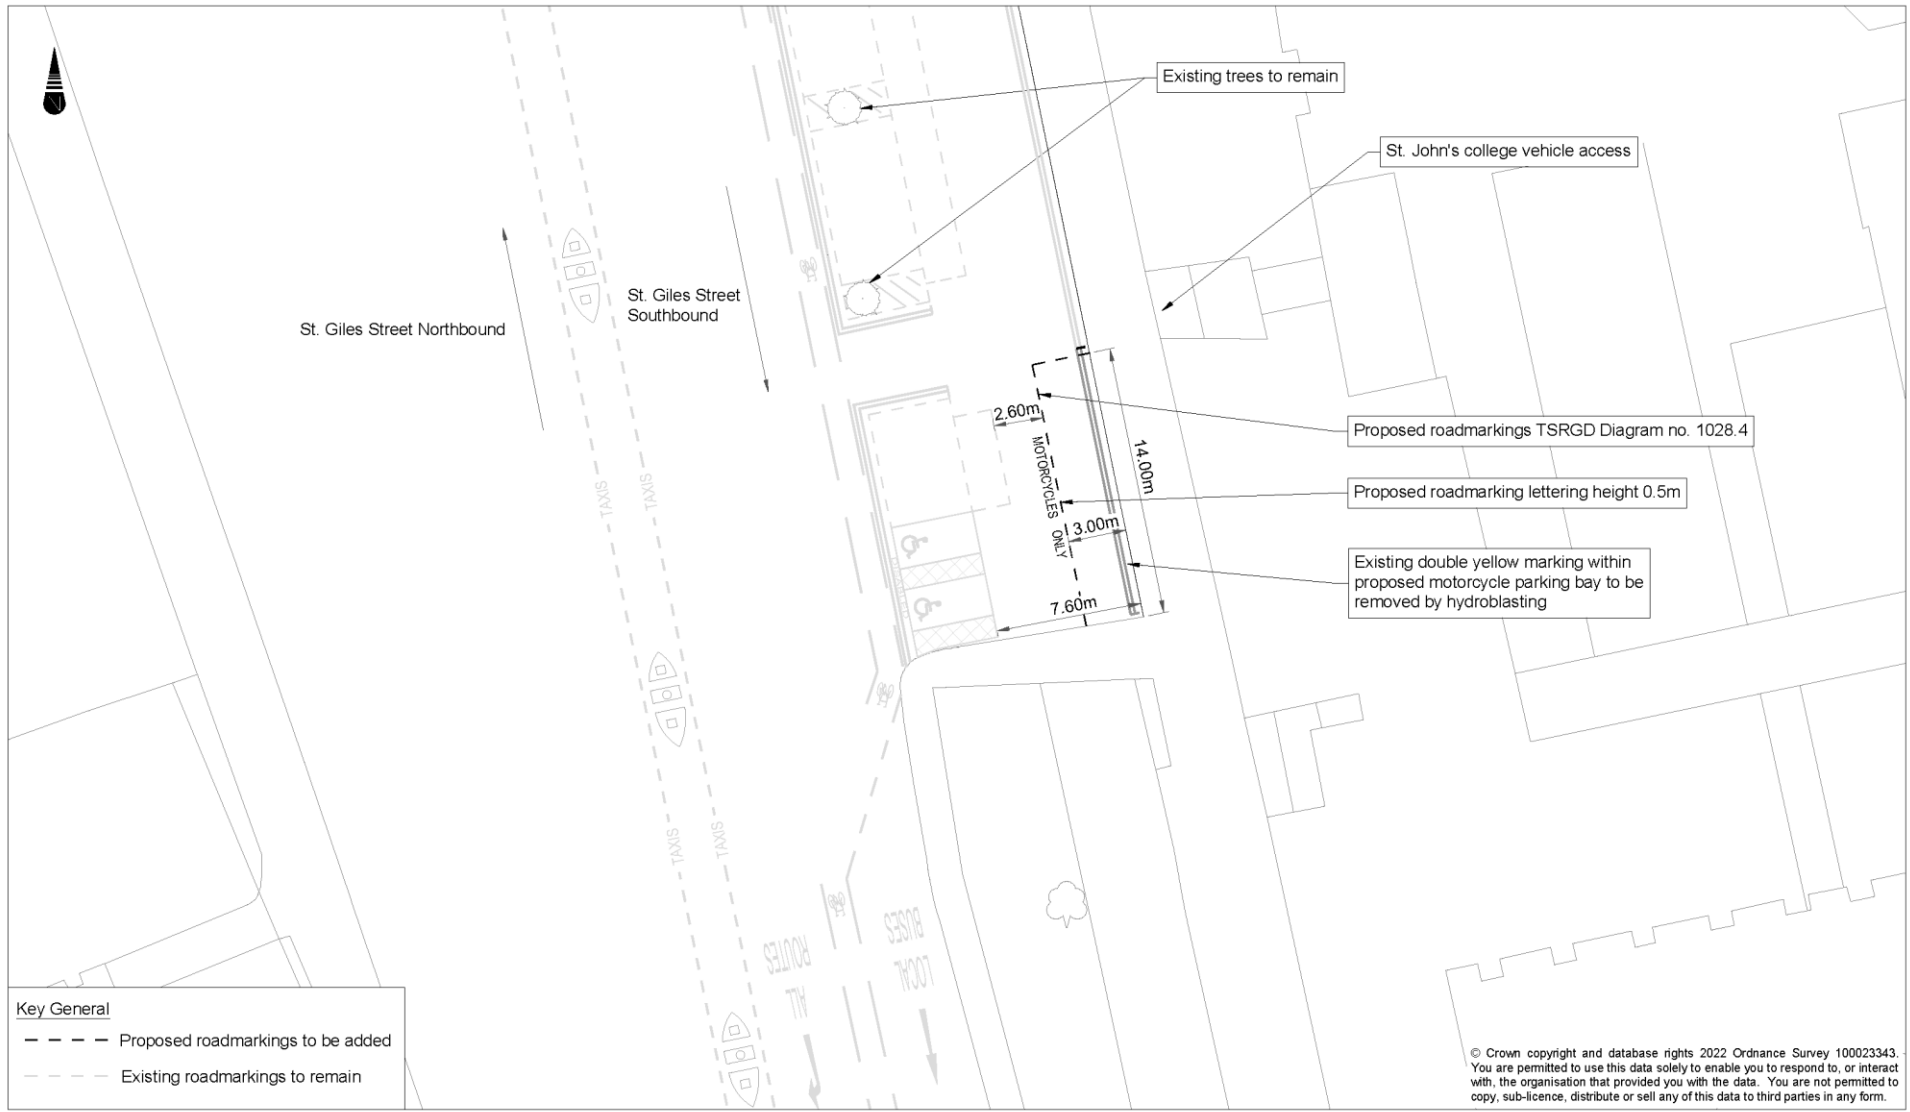 Existing trees to remain
St. John's college vehicle access
St. Giles Street
Southbound
St. Giles Street Northbound
2.60m
Proposed roadmarkings TSRGD Diagram no. 1028.4
MOTORCYCLES ONLY
14.00m
Proposed roadmarking lettering height 0.5m
3.00m
TAXIS
TAXIS
Existing double yellow marking within
proposed motorcycle parking bay to be
removed by hydroblasting
DISABLED
7.60m
TAXIS
TAXIS
BUSES
LOCAL
ROUTES
ALL
N
Key General
Proposed roadmarkings to be added
Existing roadmarkings to remain
© Crown copyright and database rights 2022 Ordnance Survey 100023343.
You are permitted to use this data solely to enable you to respond to, or interact
with, the organisation that provided you with the data. You are not permitted to
copy, sub-licence, distribute or sell any of this data to third parties in any form.